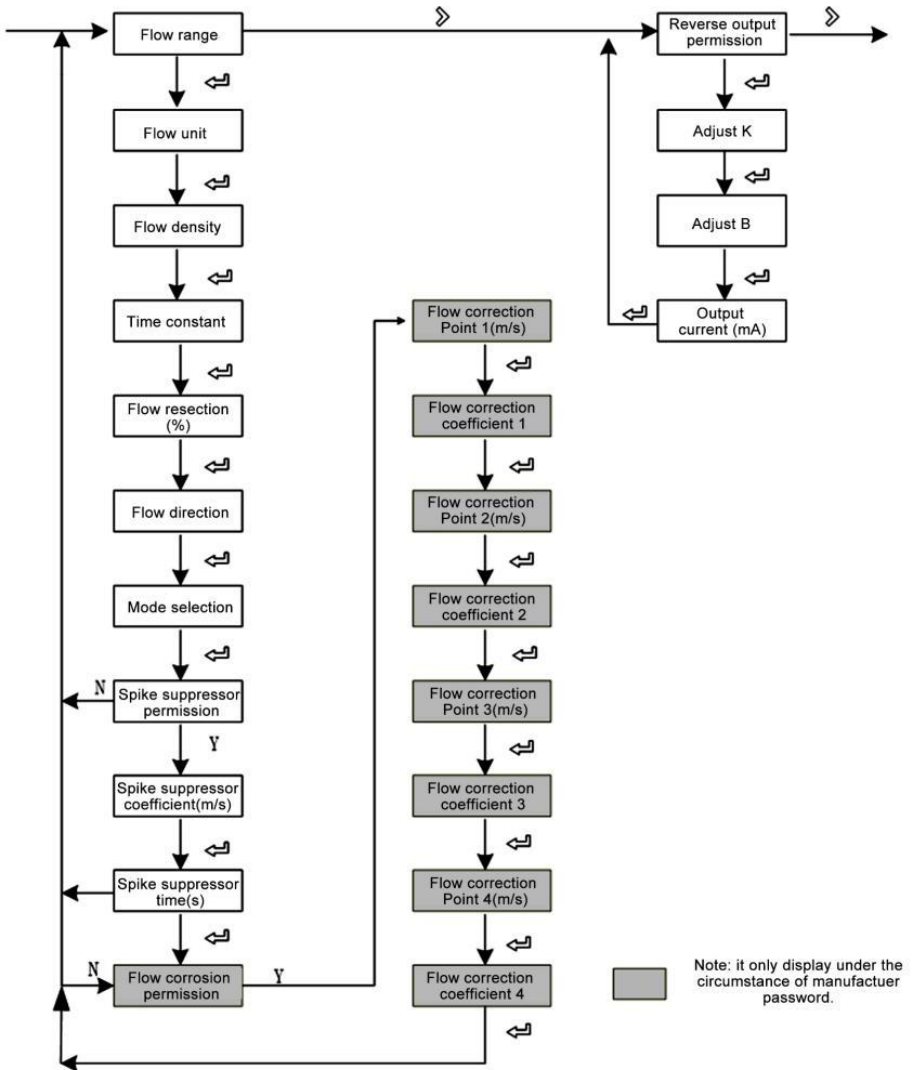 Flow range
Flow unit
Flow density
Time constant
Flow resection
(%)
Flow direction
Mode selection
N
Spike suppressor
permission
Y
Spike suppressor
coefficient(m/s)
Spike suppressor
time(s)
N
Flow corrosion
permission
Y
Flow correction
Point 1(m/s)
Flow correction
coefficient 1
Flow correction
Point 2(m/s)
Flow correction
coefficient 2
Flow correction
Point 3(m/s)
Flow correction
coefficient 3
Flow correction
Point 4(m/s)
Flow correction
coefficient 4
Reverse output
permission
Adjust K
Adjust B
Output
current (mA)
Note: it only display under the
circumstance of manufactuer
password.